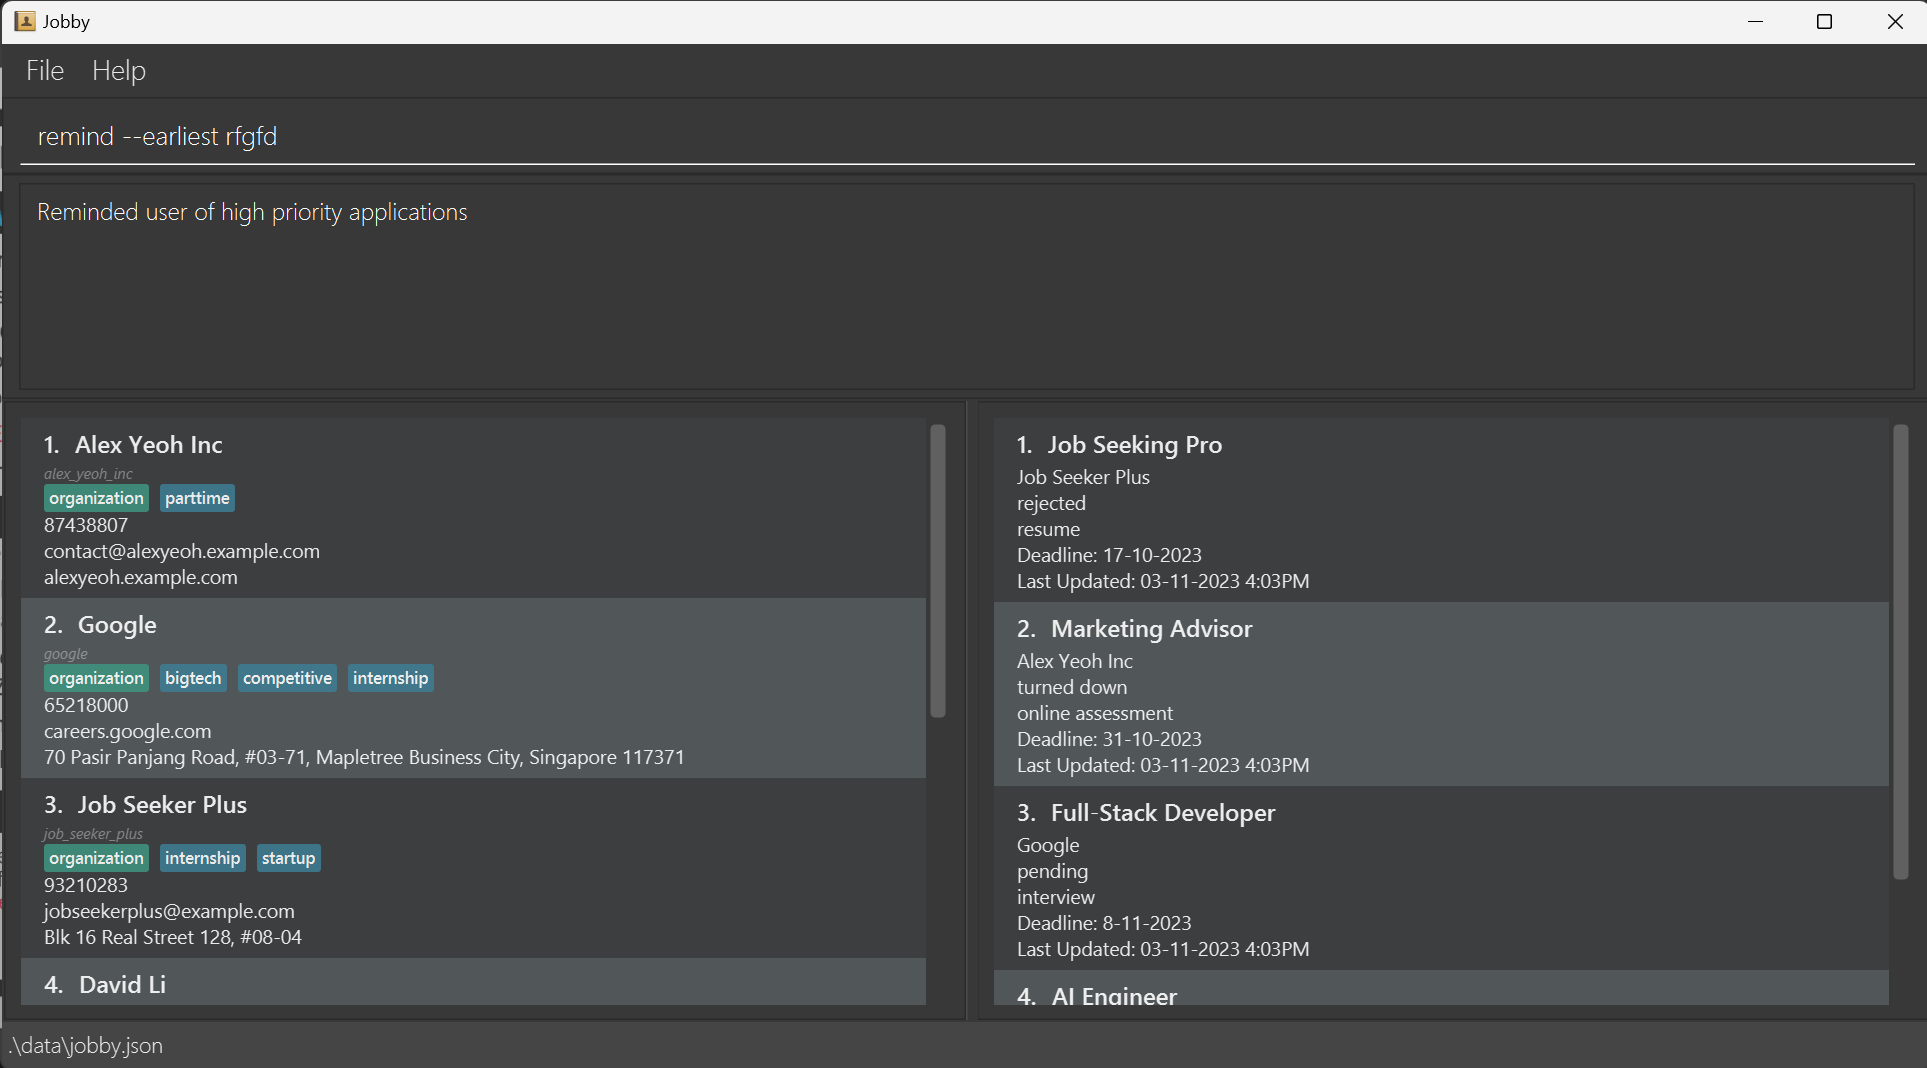 Jobby
File Help
remind --earliest rfgfd
Reminded user of high priority applications
1. Alex Yeoh Inc
alex_yeoh_inc
organization parttime
87438807
contact@alexyeoh.example.com
alexyeoh.example.com
2. Google
google
organization bigtech competitive internship
65218000
careers.google.com
70 Pasir Panjang Road, #03-71, Mapletree Business City, Singapore 117371
3. Job Seeker Plus
job_seeker_plus
organization internship startup
93210283
jobseekerplus@example.com
Blk 16 Real Street 128, #08-04
4. David Li
1. Job Seeking Pro
Job Seeker Plus
rejected
resume
Deadline: 17-10-2023
Last Updated: 03-11-2023 4:03PM
2. Marketing Advisor
Alex Yeoh Inc
turned down
online assessment
Deadline: 31-10-2023
Last Updated: 03-11-2023 4:03PM
3. Full-Stack Developer
Google
pending
interview
Deadline: 8-11-2023
Last Updated: 03-11-2023 4:03PM
4. AI Engineer
.\data\jobby.json